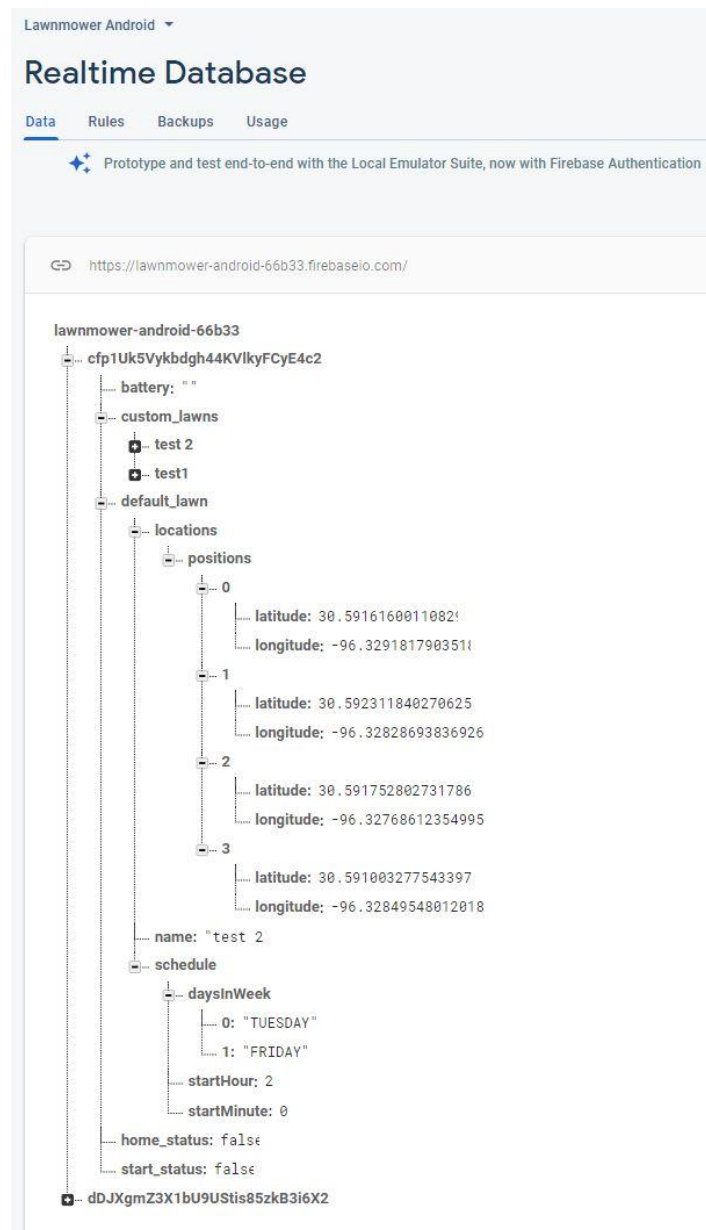 Lawnmower Android
Realtime Database
Data Rules Backups Usage
Prototype and test end-to-end with the Local Emulator Suite, now with Firebase Authentication
https://lawnmower-android-66b33.firebaseio.com/
lawnmower-android-66b33
cfp1Uk5Vykbdgh44KVlkyFCyE4c2
battery: ""
custom_lawns
test 2
test1
default_lawn
locations
positions
0
latitude: 30.59161600110829
longitude: -96.3291817903518
1
latitude: 30.592311840270625
longitude: -96.32828693836926
2
latitude: 30.591752802731786
longitude: -96.32768612354995
3
latitude: 30.591003277543397
longitude: -96.32849548012018
name: "test 2
schedule
daysInWeek
0: "TUESDAY"
1: "FRIDAY"
startHour: 2
startMinute: 0
home_status: false
start_status: false
dDJXgmZ3X1bU9UStis85zkB3i6X2